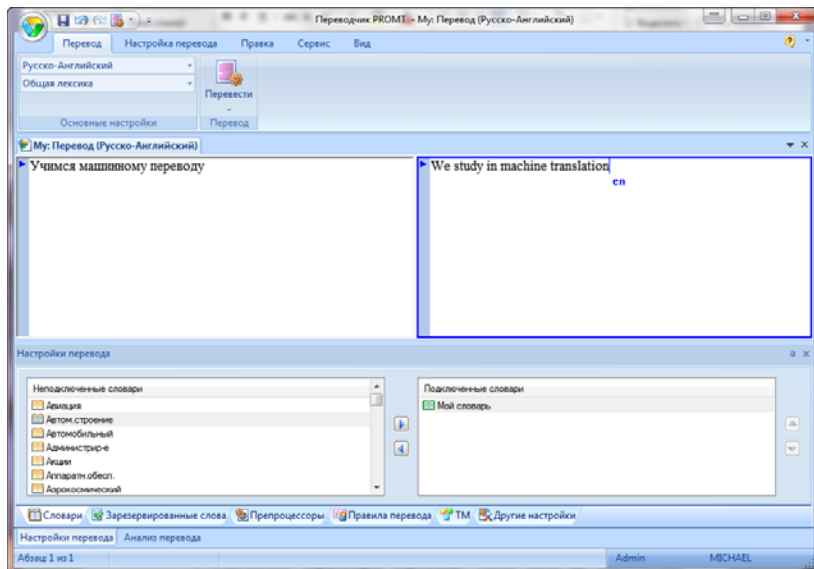 Переводчик PROMT - My: Перевод (Русско-Английский)
Перевод Настройка перевода Правка Сервис Вид
Русско-Английский
Общая лексика
Перевести
Основные настройки Перевод
My: Перевод (Русско-Английский)
Учимся машинному переводу
We study in machine translation
en
Настройки перевода
Неподключенные словари
Авиация
Автом.строение
Автомобильный
Администрир-е
Акции
Аппаратн.обесп.
Аэрокосмический
Подключенные словари
Мой словарь
Словари Зарезервированные слова Препроцессоры Правила перевода TM Другие настройки
Настройки перевода Анализ перевода
Абзац 1 из 1 Admin MICHAEL